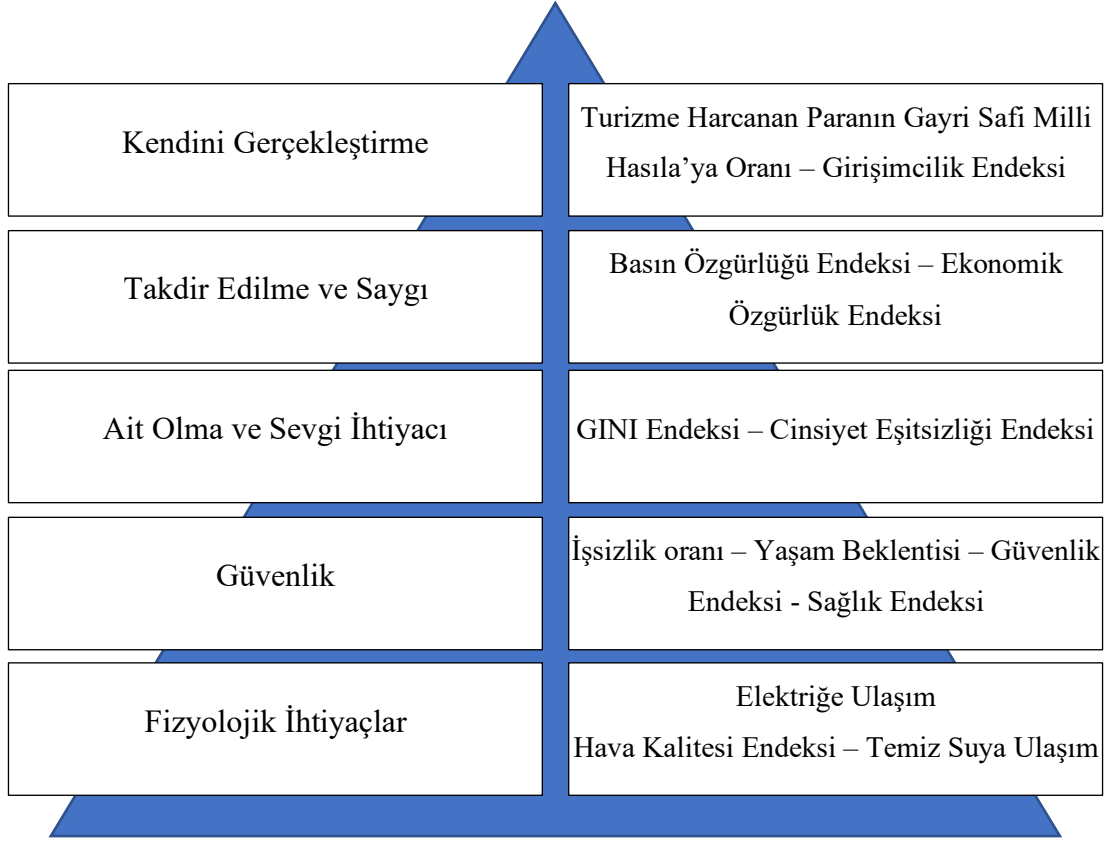 Kendini Gerçekleştirme
Turizme Harcanan Paranın Gayri Safi Milli
Hasıla’ya Oranı – Girişimcilik Endeksi
Takdir Edilme ve Saygı
Basın Özgürlüğü Endeksi – Ekonomik
Özgürlük Endeksi
Ait Olma ve Sevgi İhtiyacı
GINI Endeksi – Cinsiyet Eşitsizliği Endeksi
Güvenlik
İşsizlik oranı – Yaşam Beklentisi – Güvenlik
Endeksi - Sağlık Endeksi
Fizyolojik İhtiyaçlar
Elektriğe Ulaşım
Hava Kalitesi Endeksi – Temiz Suya Ulaşım